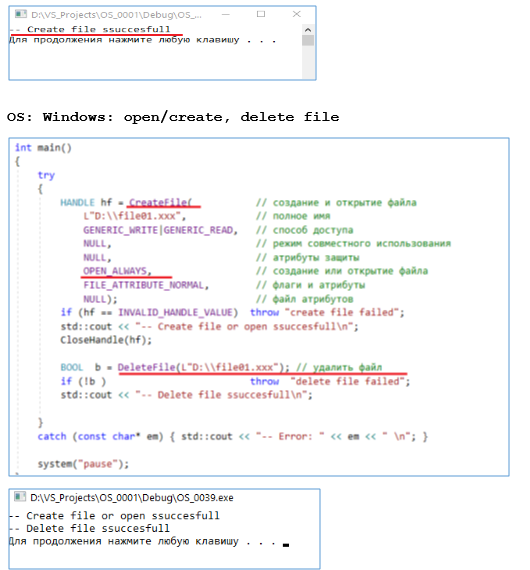 D:\VS_Projects\OS_0001\Debug\OS_...
-- Create file ssuccesfull
Для продолжения нажмите любую клавишу . . .
OS: Windows: open/create, delete file
int main()
{
try
{
HANDLE hf = CreateFile( // создание и открытие файла
L"D:\\file01.xxx", // полное имя
GENERIC_WRITE|GENERIC_READ, // способ доступа
NULL, // режим совместного использования
NULL, // атрибуты защиты
OPEN_ALWAYS, // создание или открытие файла
FILE_ATTRIBUTE_NORMAL, // флаги и атрибуты
NULL); // файл атрибутов
if (hf == INVALID_HANDLE_VALUE) throw "create file failed";
std::cout << "-- Create file or open ssuccesfull\n";
CloseHandle(hf);
BOOL b = DeleteFile(L"D:\\file01.xxx"); // удалить файл
if (!b ) throw "delete file failed";
std::cout << "-- Delete file ssuccesfull\n";
}
catch (const char* em) { std::cout << "-- Error: " << em << " \n"; }
system("pause");
D:\VS_Projects\OS_0001\Debug\OS_0039.exe
-- Create file or open ssuccesfull
-- Delete file ssuccesfull
Для продолжения нажмите любую клавишу . . .